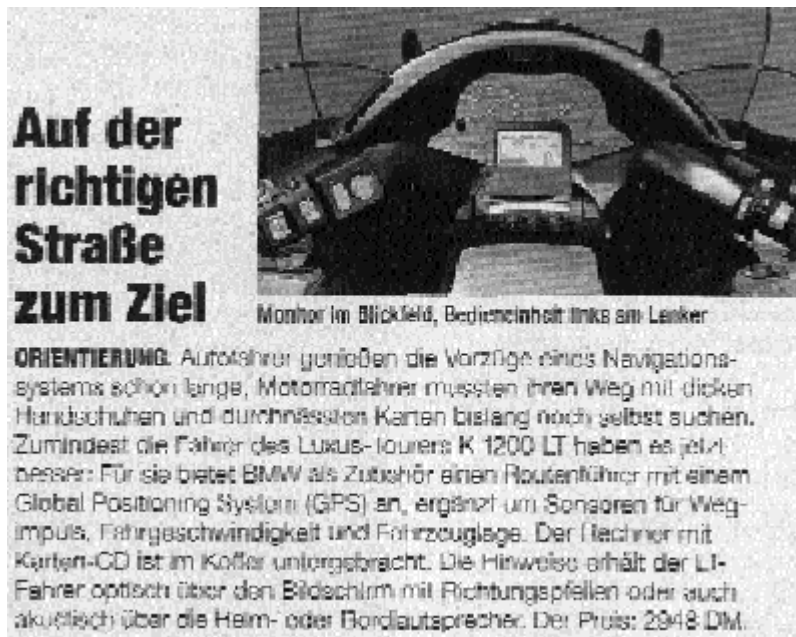 Auf der
richtigen
Straße
zum Ziel
Monitor im Blickfeld, Bedieneinheit links am Lenker
ORIENTIERUNG. Autofahrer genießen die Vorzüge eines Navigations-
systems schon lange, Motorradfahrer mussten ihren Weg mit dicken
Handschuhen und durchnässten Karten bislang noch selbst suchen.
Zumindest die Fahrer des Luxus-Tourers K 1200 LT haben es jetzt
besser: Für sie bietet BMW als Zubehör einen Routenführer mit einem
Global Positioning System (GPS) an, ergänzt um Sensoren für Weg-
impuls, Fahrgeschwindigkeit und Fahrzeuglage. Der Rechner mit
Karten-CD ist im Koffer untergebracht. Die Hinweise erhält der LT-
Fahrer optisch über den Bildschirm mit Richtungspfeilen oder auch
akustisch über die Helm- oder Bordlautsprecher. Der Preis: 2948 DM.